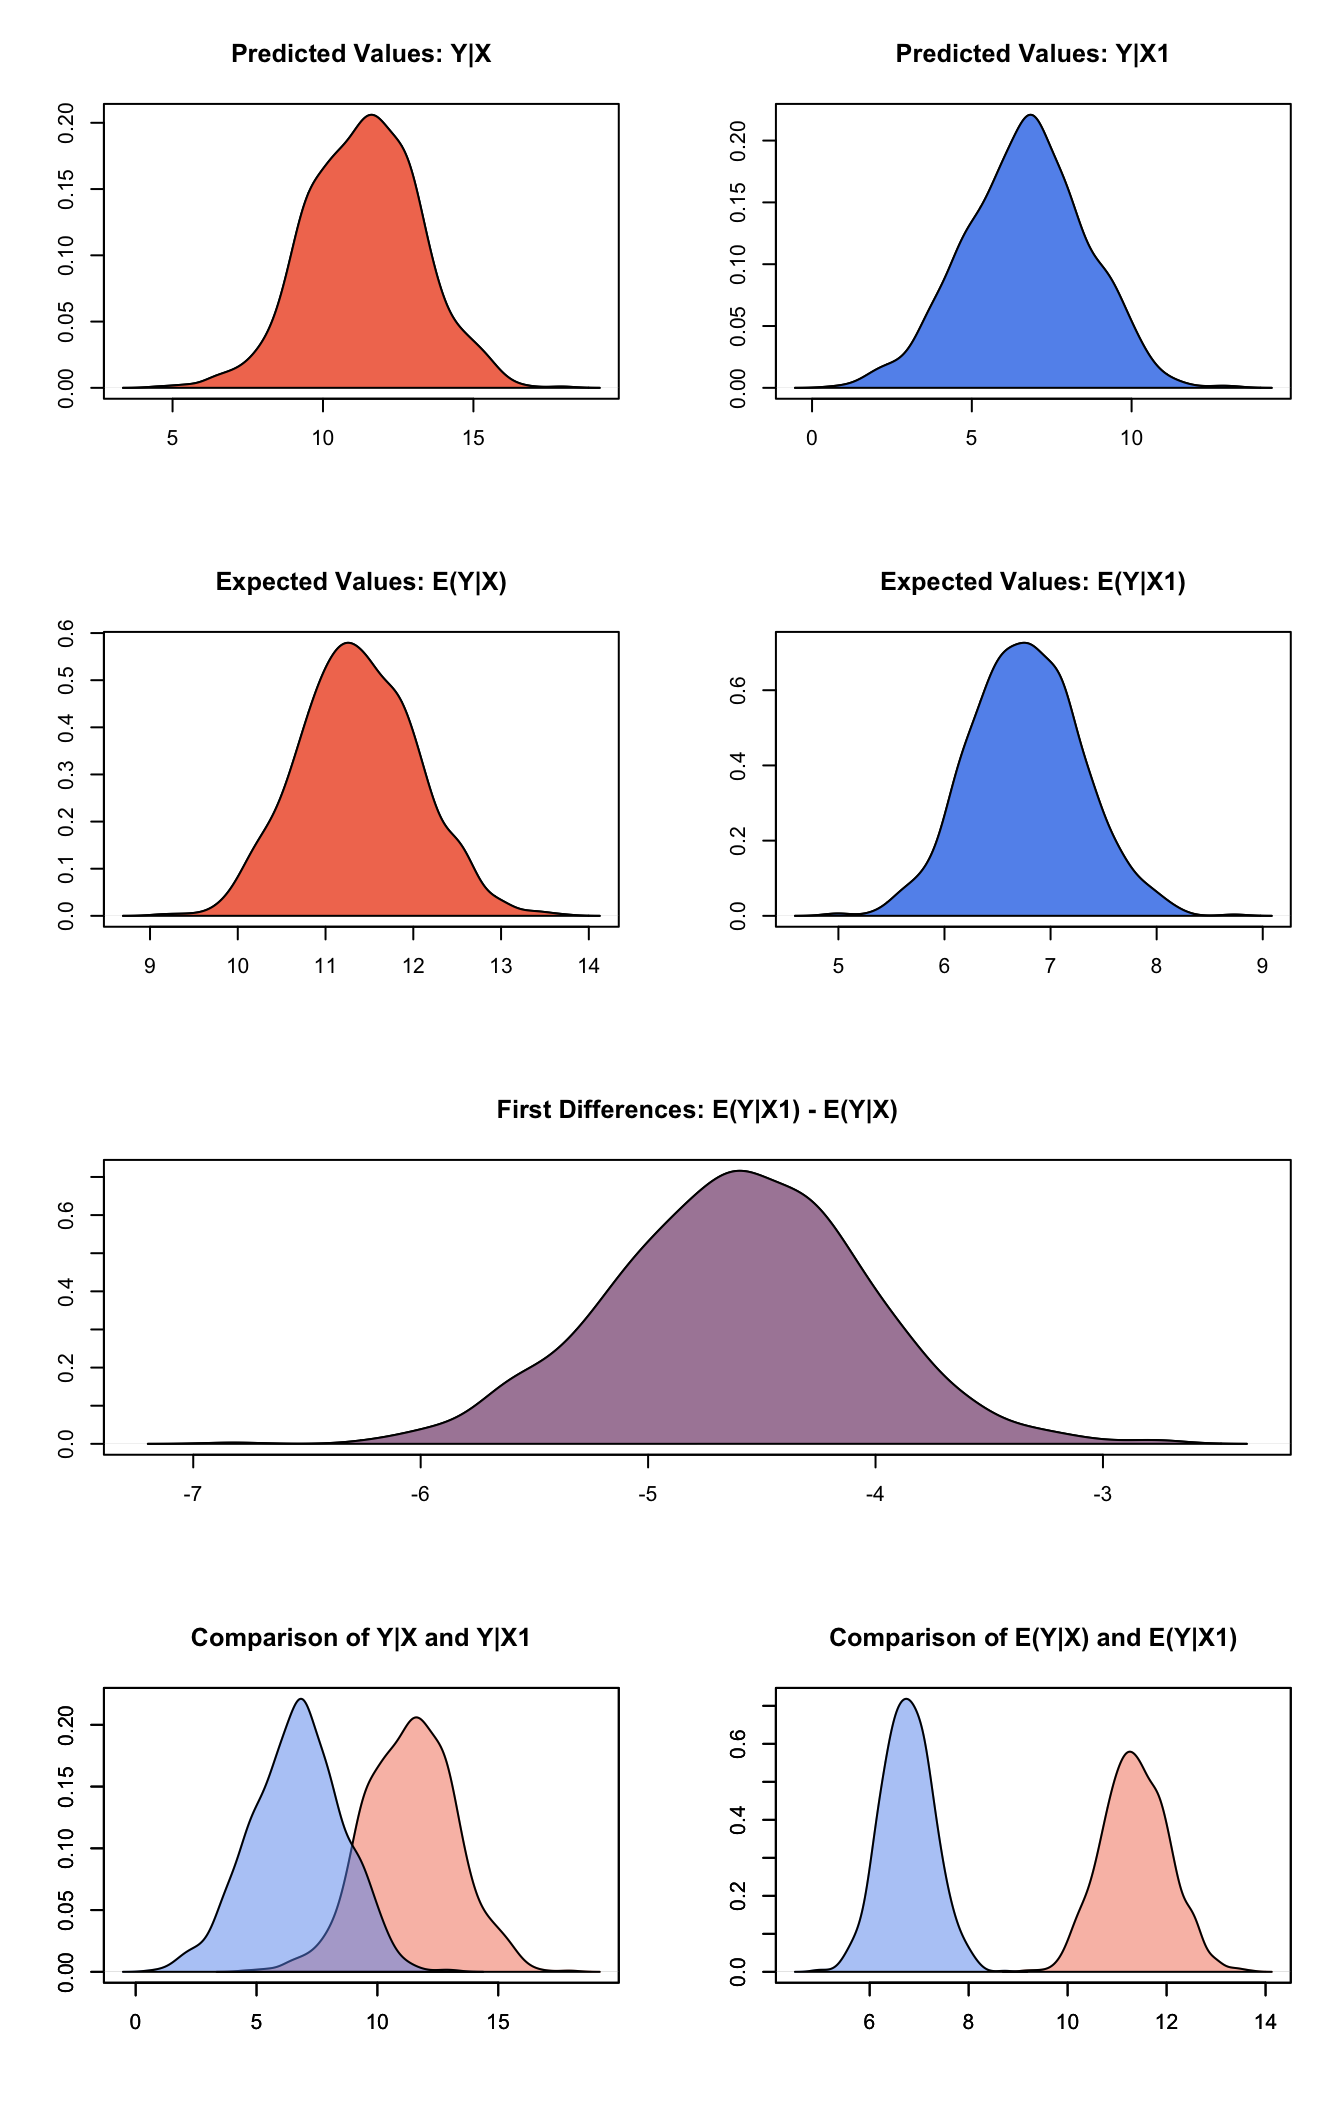 Predicted Values: Y|X
0.00 0.05 0.10 0.15 0.20
5 10 15
Predicted Values: Y|X1
0.00 0.05 0.10 0.15 0.20
0 5 10
Expected Values: E(Y|X)
0.0 0.1 0.2 0.3 0.4 0.5 0.6
9 10 11 12 13 14
Expected Values: E(Y|X1)
0.0 0.2 0.4 0.6
5 6 7 8 9
First Differences: E(Y|X1) - E(Y|X)
0.0 0.2 0.4 0.6
-7 -6 -5 -4 -3
Comparison of Y|X and Y|X1
0.00 0.05 0.10 0.15 0.20
0 5 10 15
Comparison of E(Y|X) and E(Y|X1)
0.0 0.2 0.4 0.6
6 8 10 12 14